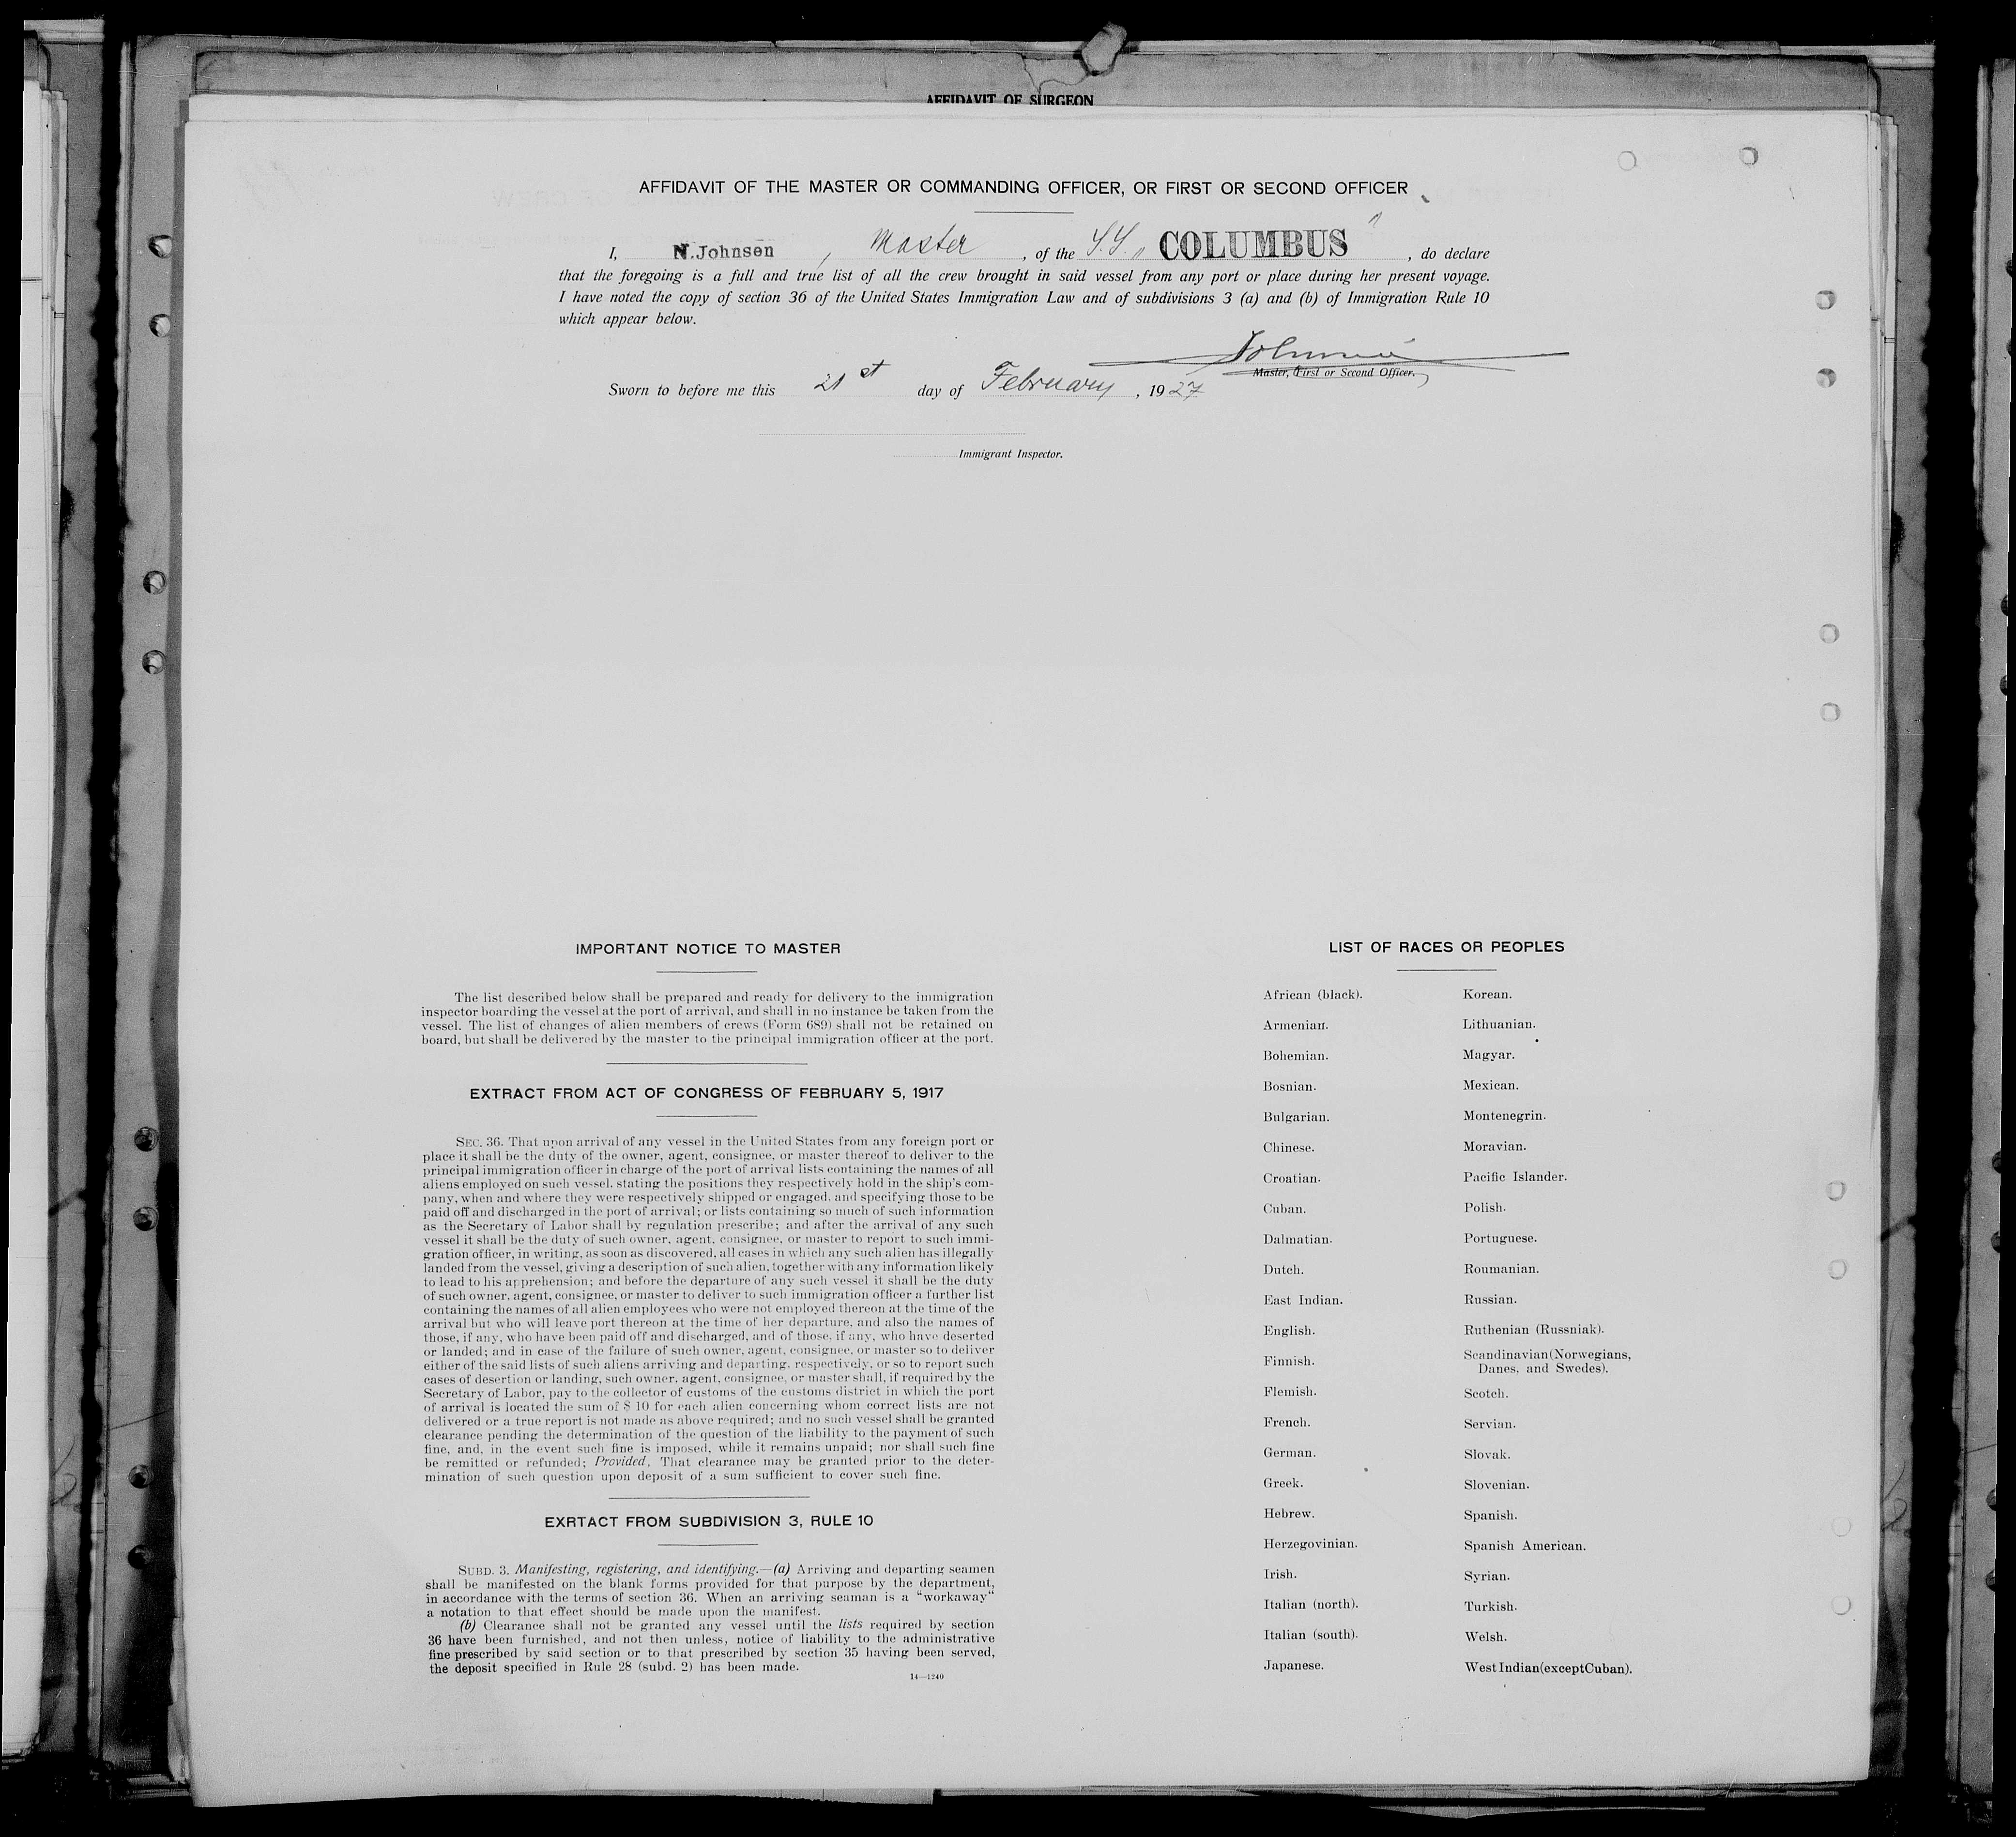 AFFIDAVIT OF SURGEON
AFFIDAVIT OF THE MASTER OR COMMANDING OFFICER, OR FIRST OR SECOND OFFICER
I, N. Johnsen, Master, of the S.S. "COLUMBUS", do declare
that the foregoing is a full and true list of all the crew brought in said vessel from any port or place during her present voyage.
I have noted the copy of section 36 of the United States Immigration Law and of subdivisions 3 (a) and (b) of Immigration Rule 10
which appear below.
Johnsen
Master, First or Second Officer.
Sworn to before me this 21st day of February, 1927
Immigrant Inspector.
IMPORTANT NOTICE TO MASTER
The list described below shall be prepared and ready for delivery to the immigration
inspector boarding the vessel at the port of arrival, and shall in no instance be taken from the
vessel. The list of changes of alien members of crews (Form 689) shall not be retained on
board, but shall be delivered by the master to the principal immigration officer at the port.
EXTRACT FROM ACT OF CONGRESS OF FEBRUARY 5, 1917
SEC. 36. That upon arrival of any vessel in the United States from any foreign port or
place it shall be the duty of the owner, agent, consignee, or master thereof to deliver to the
principal immigration officer in charge of the port of arrival lists containing the names of all
aliens employed on such vessel, stating the positions they respectively hold in the ship's com-
pany, when and where they were respectively shipped or engaged, and specifying those to be
paid off and discharged in the port of arrival; or lists containing so much of such information
as the Secretary of Labor shall by regulation prescribe; and after the arrival of any such
vessel it shall be the duty of such owner, agent, consignee, or master to report to such immi-
gration officer, in writing, as soon as discovered, all cases in which any such alien has illegally
landed from the vessel, giving a description of such alien, together with any information likely
to lead to his apprehension; and before the departure of any such vessel it shall be the duty
of such owner, agent, consignee, or master to deliver to such immigration officer a further list
containing the names of all alien employees who were not employed thereon at the time of the
arrival but who will leave port thereon at the time of her departure, and also the names of
those, if any, who have been paid off and discharged, and of those, if any, who have deserted
or landed; and in case of the failure of such owner, agent, consignee, or master so to deliver
either of the said lists of such aliens arriving and departing, respectively, or so to report such
cases of desertion or landing, such owner, agent, consignee, or master shall, if required by the
Secretary of Labor, pay to the collector of customs of the customs district in which the port
of arrival is located the sum of $ 10 for each alien concerning whom correct lists are not
delivered or a true report is not made as above required; and no such vessel shall be granted
clearance pending the determination of the question of the liability to the payment of such
fine, and, in the event such fine is imposed, while it remains unpaid; nor shall such fine
be remitted or refunded; Provided, That clearance may be granted prior to the deter-
mination of such question upon deposit of a sum sufficient to cover such fine.
EXRTACT FROM SUBDIVISION 3, RULE 10
SUBD. 3. Manifesting, registering, and identifying.—(a) Arriving and departing seamen
shall be manifested on the blank forms provided for that purpose by the department,
in accordance with the terms of section 36. When an arriving seaman is a "workaway"
a notation to that effect should be made upon the manifest.
(b) Clearance shall not be granted any vessel until the lists required by section
36 have been furnished, and not then unless, notice of liability to the administrative
fine prescribed by said section or to that prescribed by section 35 having been served,
the deposit specified in Rule 28 (subd. 2) has been made.
14—1240
LIST OF RACES OR PEOPLES
African (black).
Armenian.
Bohemian.
Bosnian.
Bulgarian.
Chinese.
Croatian.
Cuban.
Dalmatian.
Dutch.
East Indian.
English.
Finnish.
Flemish.
French.
German.
Greek.
Hebrew.
Herzegovinian.
Irish.
Italian (north).
Italian (south).
Japanese.
Korean.
Lithuanian.
Magyar.
Mexican.
Montenegrin.
Moravian.
Pacific Islander.
Polish.
Portuguese.
Roumanian.
Russian.
Ruthenian (Russniak).
Scandinavian(Norwegians,
Danes, and Swedes).
Scotch.
Servian.
Slovak.
Slovenian.
Spanish.
Spanish American.
Syrian.
Turkish.
Welsh.
West Indian(exceptCuban).